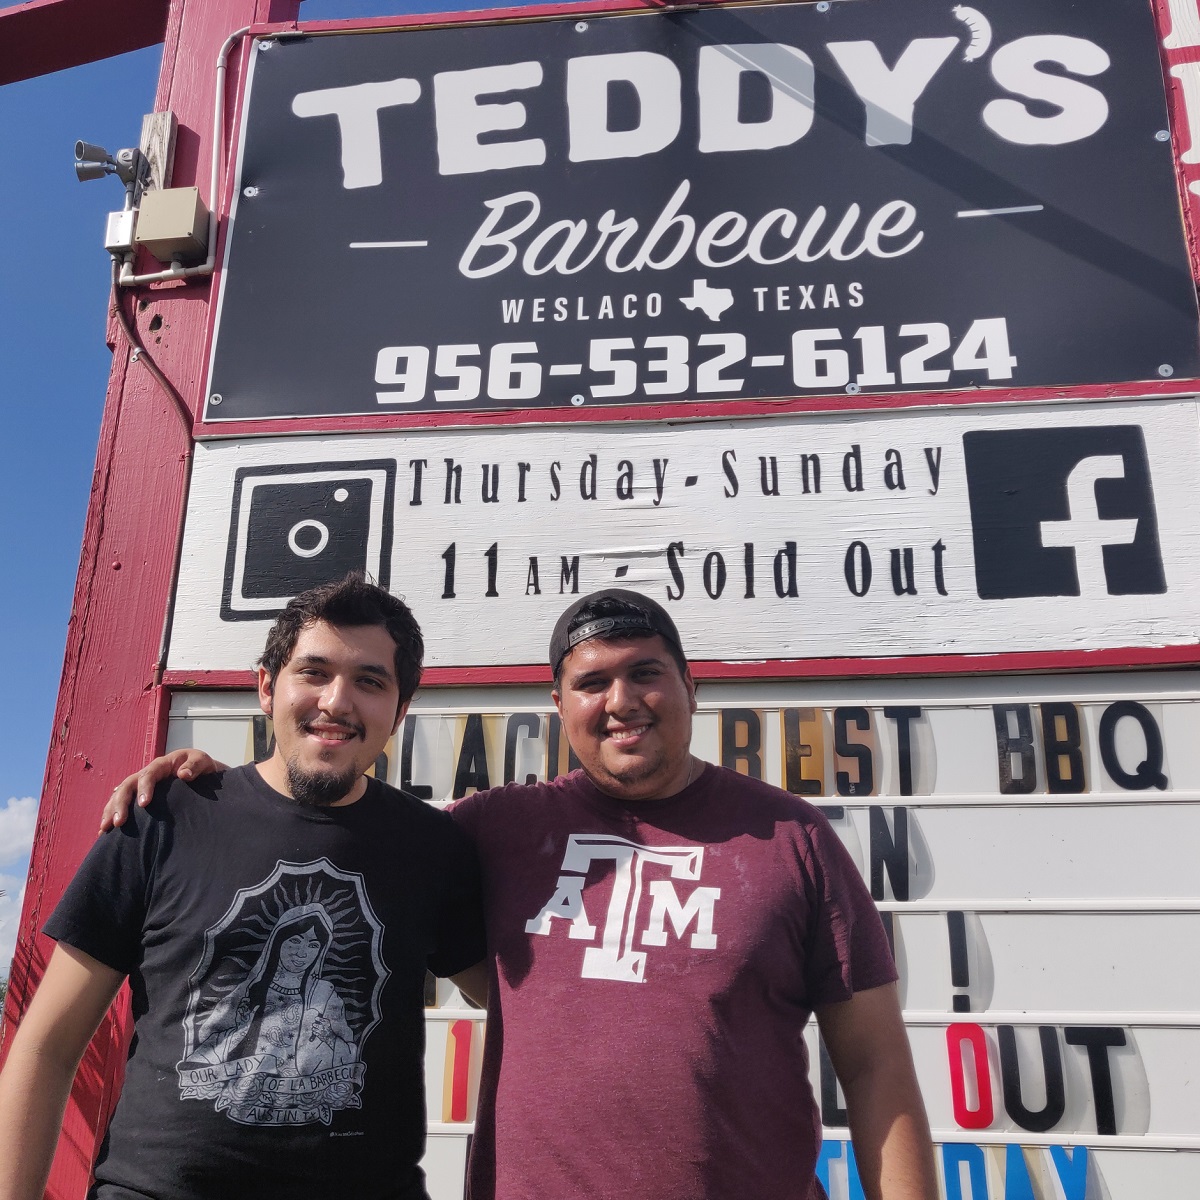 TEDDY'S
Barbecue
WESLACO TEXAS
956-532-6124
Thursday - Sunday
11AM - Sold Out
BEST BBQ
!
OUT
ATM
OUR LADY OF LA BARBECUE
AUSTIN, TX